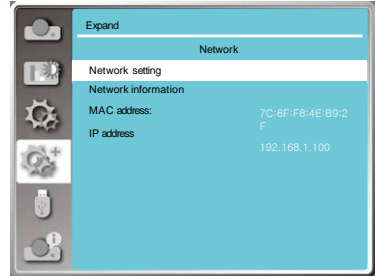 Expand
Network
Network setting
Network information
MAC address:
7C:6F:F8:4E:B9:2
F
IP address
192.168.1.100